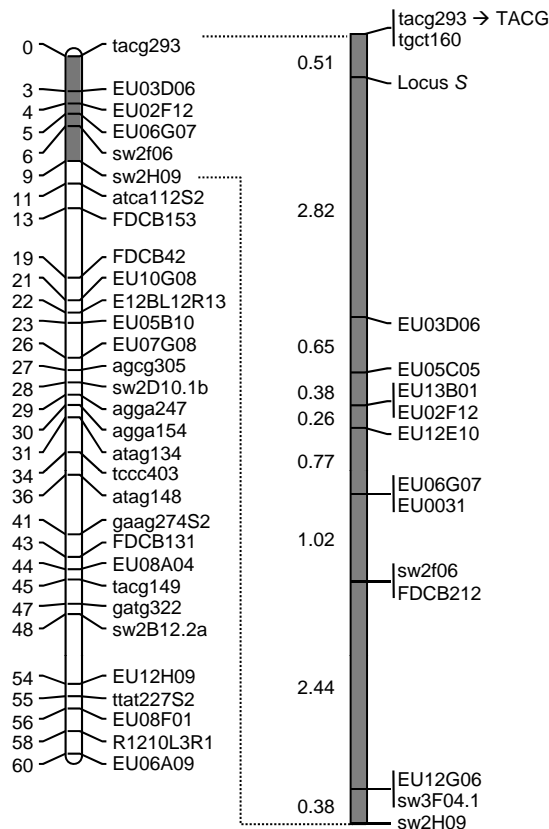 0 tacg293
3 EU03D06
4 EU02F12
5 EU06G07
6 sw2f06
9 sw2H09
11 atca112S2
13 FDCB153
19 FDCB42
21 EU10G08
22 E12BL12R13
23 EU05B10
26 EU07G08
27 agcg305
28 sw2D10.1b
29 agga247
30 agga154
31 atag134
34 tccc403
36 atag148
41 gaag274S2
43 FDCB131
44 EU08A04
45 tacg149
47 gatg322
48 sw2B12.2a
54 EU12H09
55 ttat227S2
56 EU08F01
58 R1210L3R1
60 EU06A09
tacg293 → TACG
tgct160
0.51
Locus S
2.82
EU03D06
0.65
EU05C05
0.38
EU13B01
EU02F12
0.26
EU12E10
0.77
EU06G07
EU0031
1.02
sw2f06
FDCB212
2.44
EU12G06
sw3F04.1
0.38
sw2H09